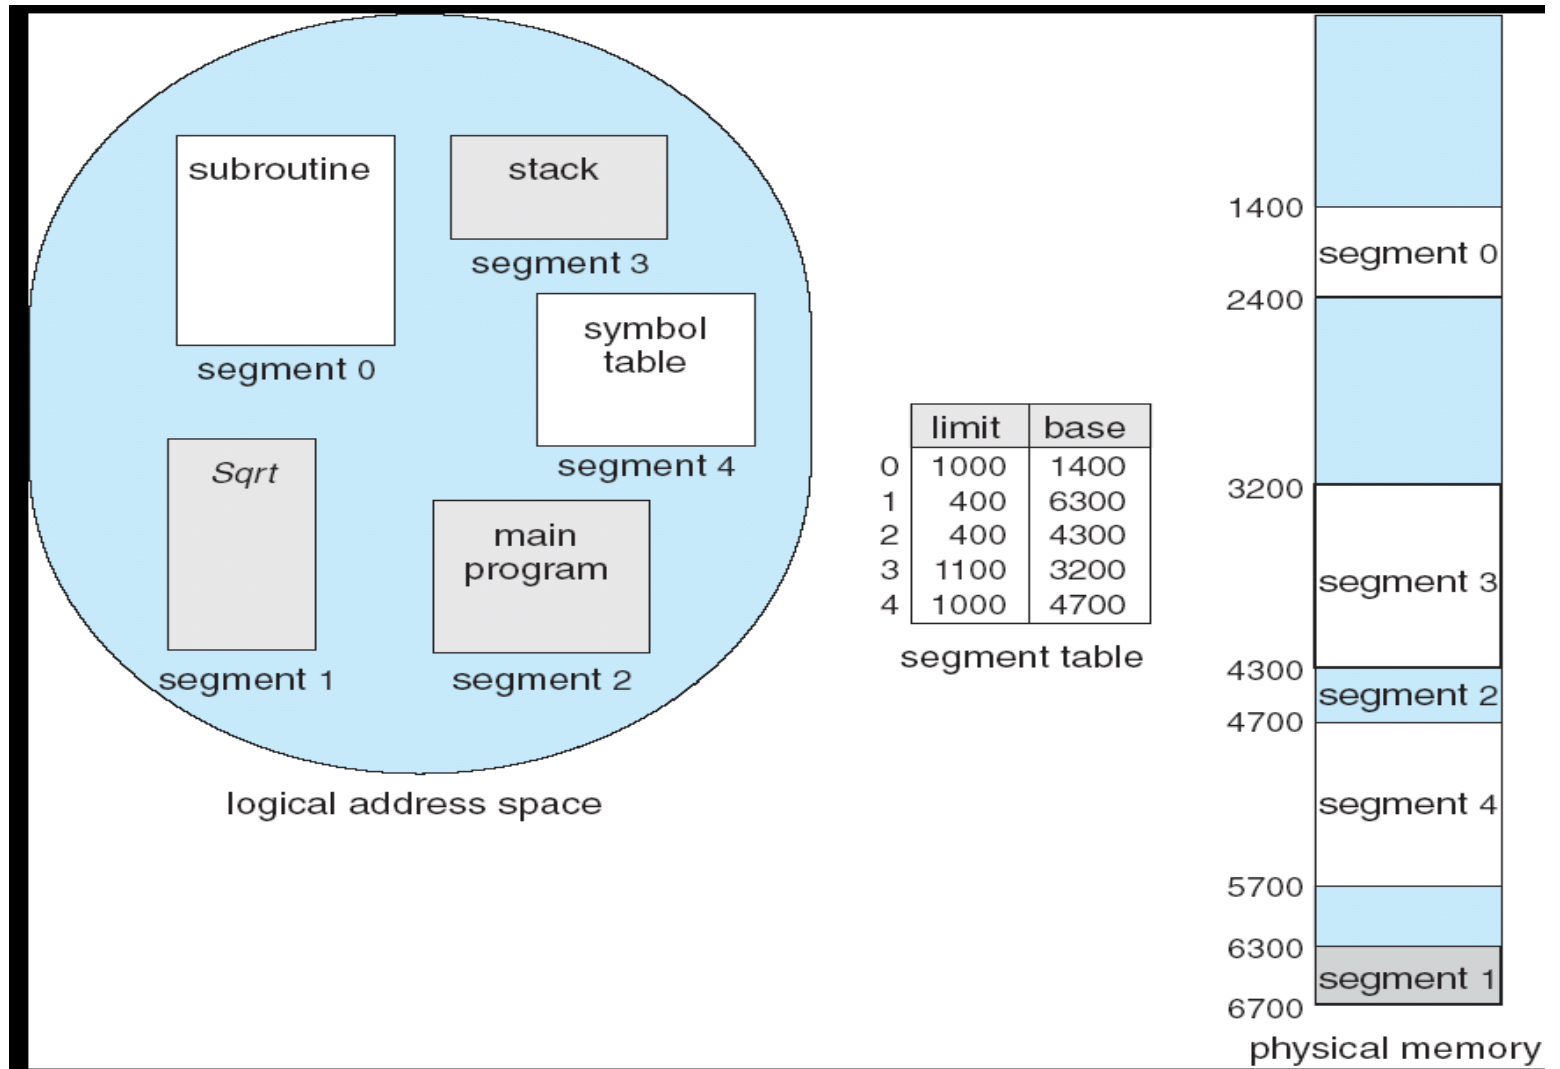 subroutine
segment 0
stack
segment 3
symbol
table
segment 4
Sqrt
segment 1
main
program
segment 2
logical address space
limit base
0 1000 1400
1 400 6300
2 400 4300
3 1100 3200
4 1000 4700
segment table
1400
segment 0
2400
3200
segment 3
4300
segment 2
4700
segment 4
5700
6300
segment 1
6700
physical memory